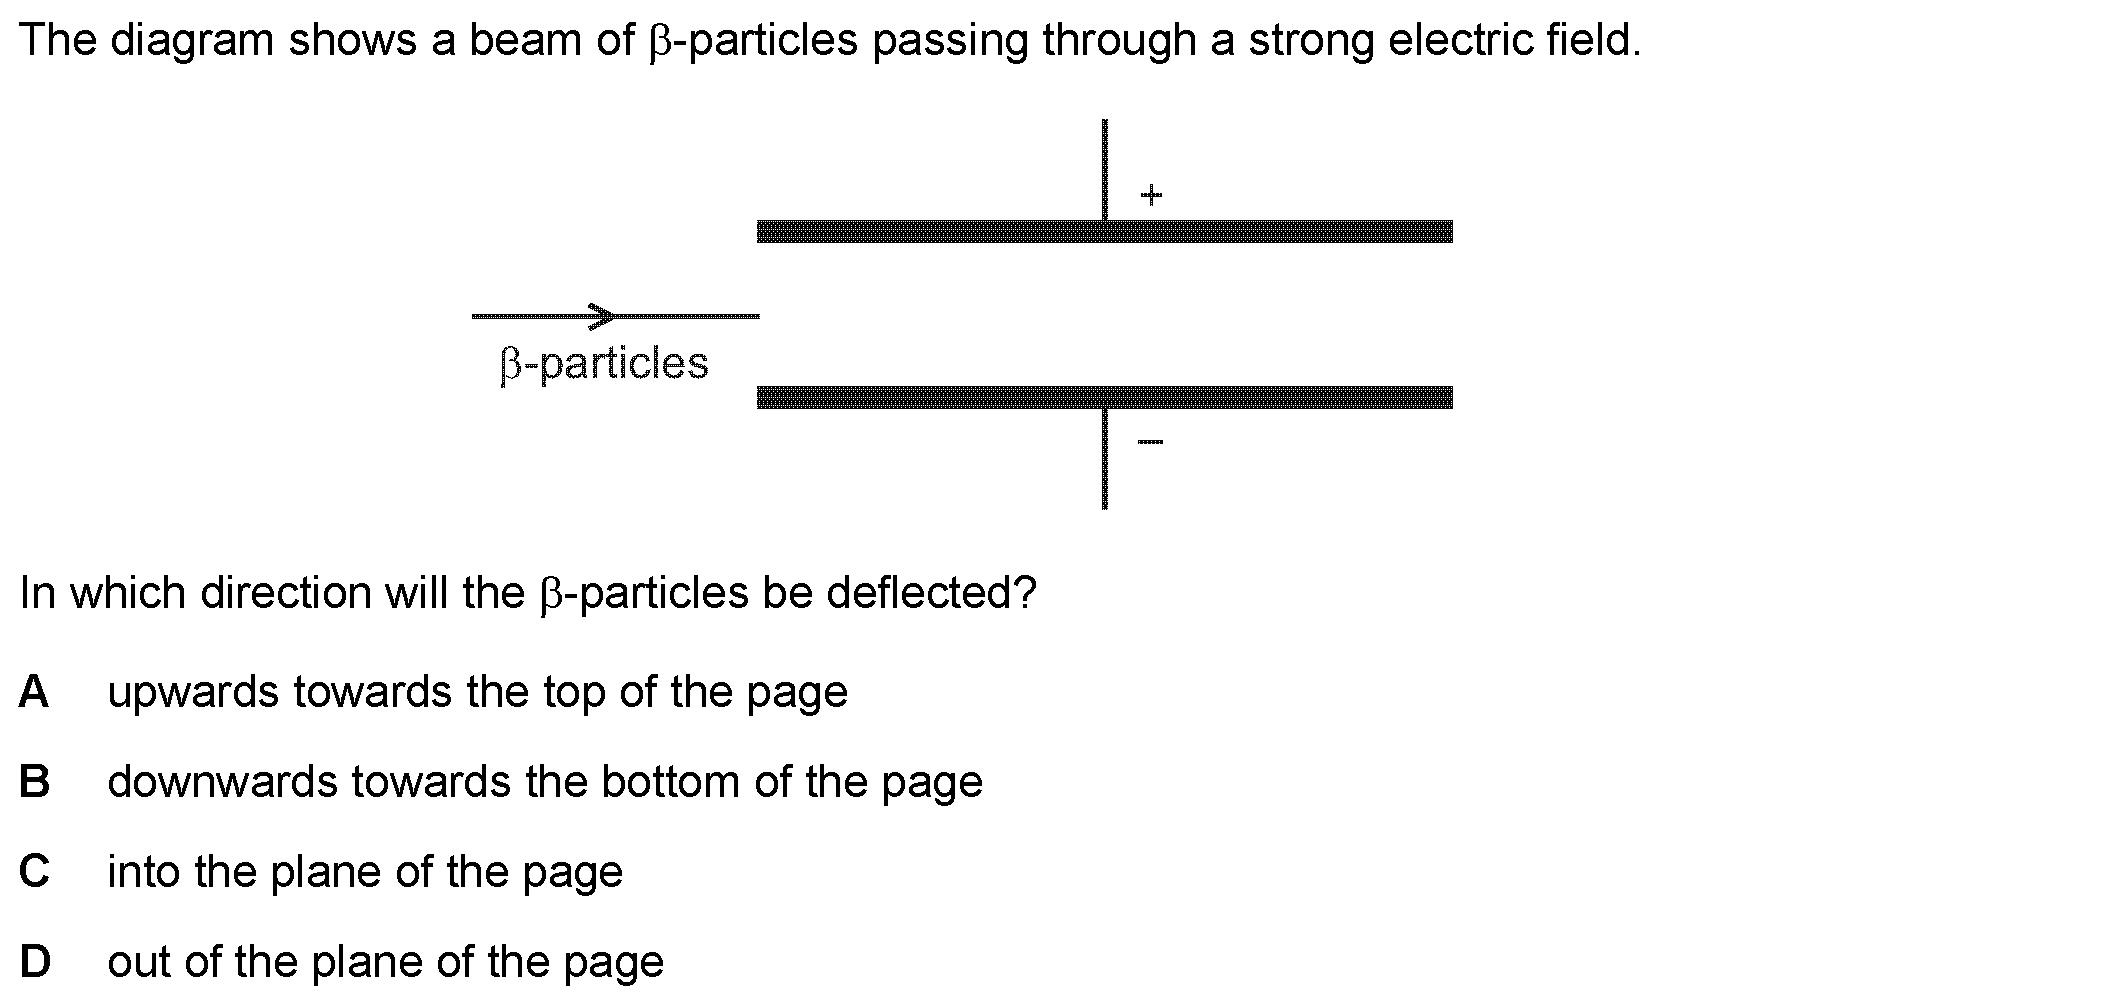 The diagram shows a beam of β-particles passing through a strong electric field.
+
β-particles
–
In which direction will the β-particles be deflected?
A upwards towards the top of the page
B downwards towards the bottom of the page
C into the plane of the page
D out of the plane of the page